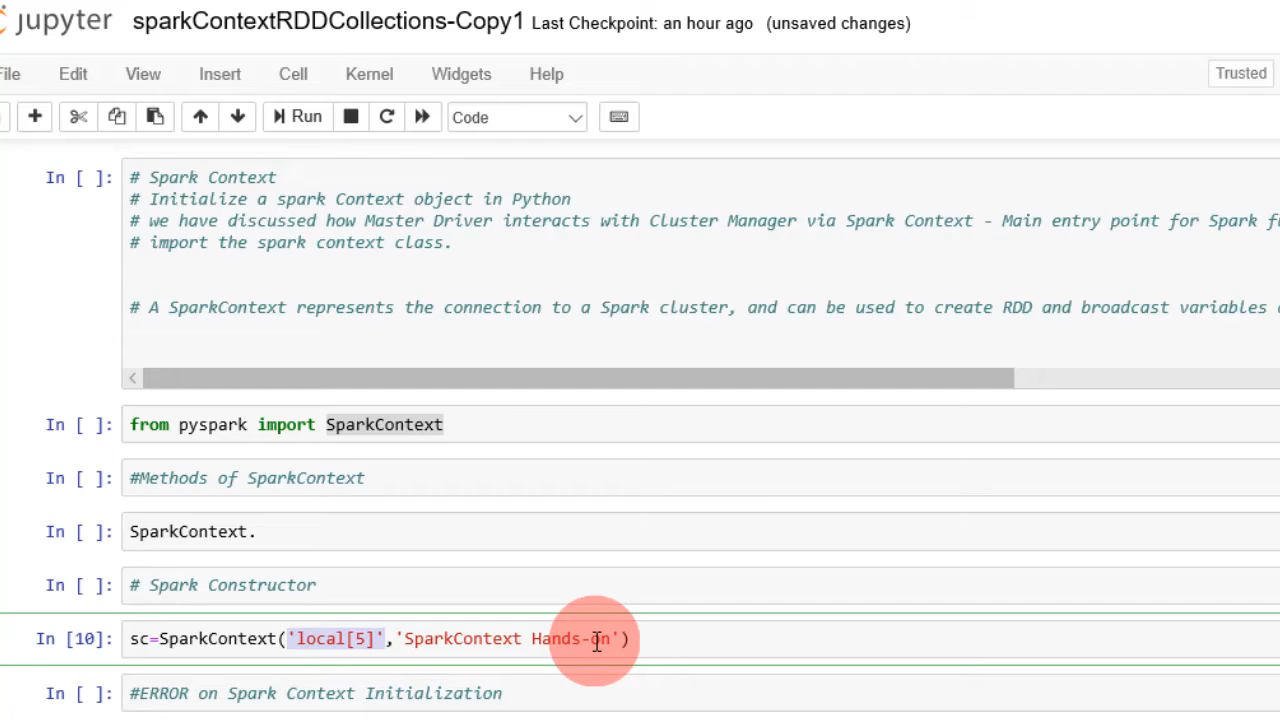 jupyter sparkContextRDDCollections-Copy1 Last Checkpoint: an hour ago (unsaved changes)
File Edit View Insert Cell Kernel Widgets Help Trusted
Run Code
In [ ]: # Spark Context
# Initialize a spark Context object in Python
# we have discussed how Master Driver interacts with Cluster Manager via Spark Context - Main entry point for Spark
# import the spark context class.
# A SparkContext represents the connection to a Spark cluster, and can be used to create RDD and broadcast variables
In [ ]: from pyspark import SparkContext
In [ ]: #Methods of SparkContext
In [ ]: SparkContext.
In [ ]: # Spark Constructor
In [10]: sc=SparkContext('local[5]','SparkContext Hands-on')
In [ ]: #ERROR on Spark Context Initialization